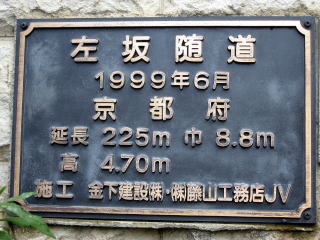 左坂隨道
1999年6月
京都府
延長 225m 巾 8.8m
高 4.70m
施工 金下建設㈱・㈱藤山工務店JV